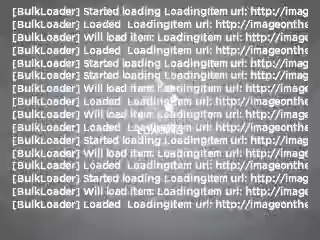 [BulkLoader] Started loading LoadingItem url: http://imag
[BulkLoader] Loaded LoadingItem url: http://imageonthe
[BulkLoader] Will load item: LoadingItem url: http://imag
[BulkLoader] Loaded LoadingItem url: http://imageonthe
[BulkLoader] Started loading LoadingItem url: http://imag
[BulkLoader] Started loading LoadingItem url: http://imag
[BulkLoader] Will load item: LoadingItem url: http://image
[BulkLoader] Loaded LoadingItem url: http://imageonthe
[BulkLoader] Will load item: LoadingItem url: http://image
[BulkLoader] Loaded LoadingItem url: http://imageonthe
[BulkLoader] Started loading LoadingItem url: http://imag
[BulkLoader] Will load item: LoadingItem url: http://image
[BulkLoader] Loaded LoadingItem url: http://imageonthe
[BulkLoader] Started loading LoadingItem url: http://imag
[BulkLoader] Will load item: LoadingItem url: http://image
[BulkLoader] Loaded LoadingItem url: http://imageonthe